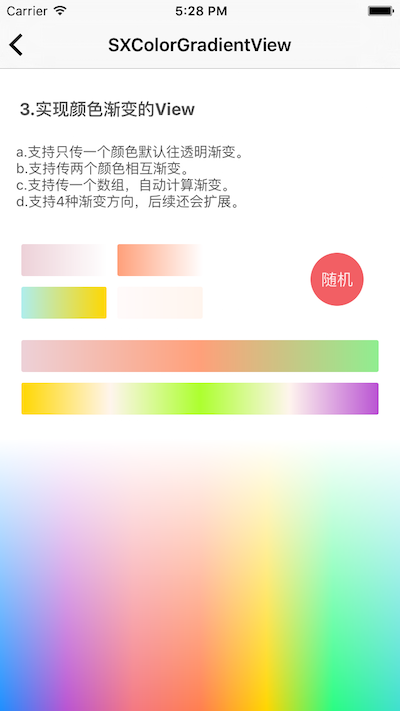 Carrier 5:28 PM
SXColorGradientView
3.实现颜色渐变的View
a.支持只传一个颜色默认往透明渐变。
b.支持传两个颜色相互渐变。
c.支持传一个数组，自动计算渐变。
d.支持4种渐变方向，后续还会扩展。
随机